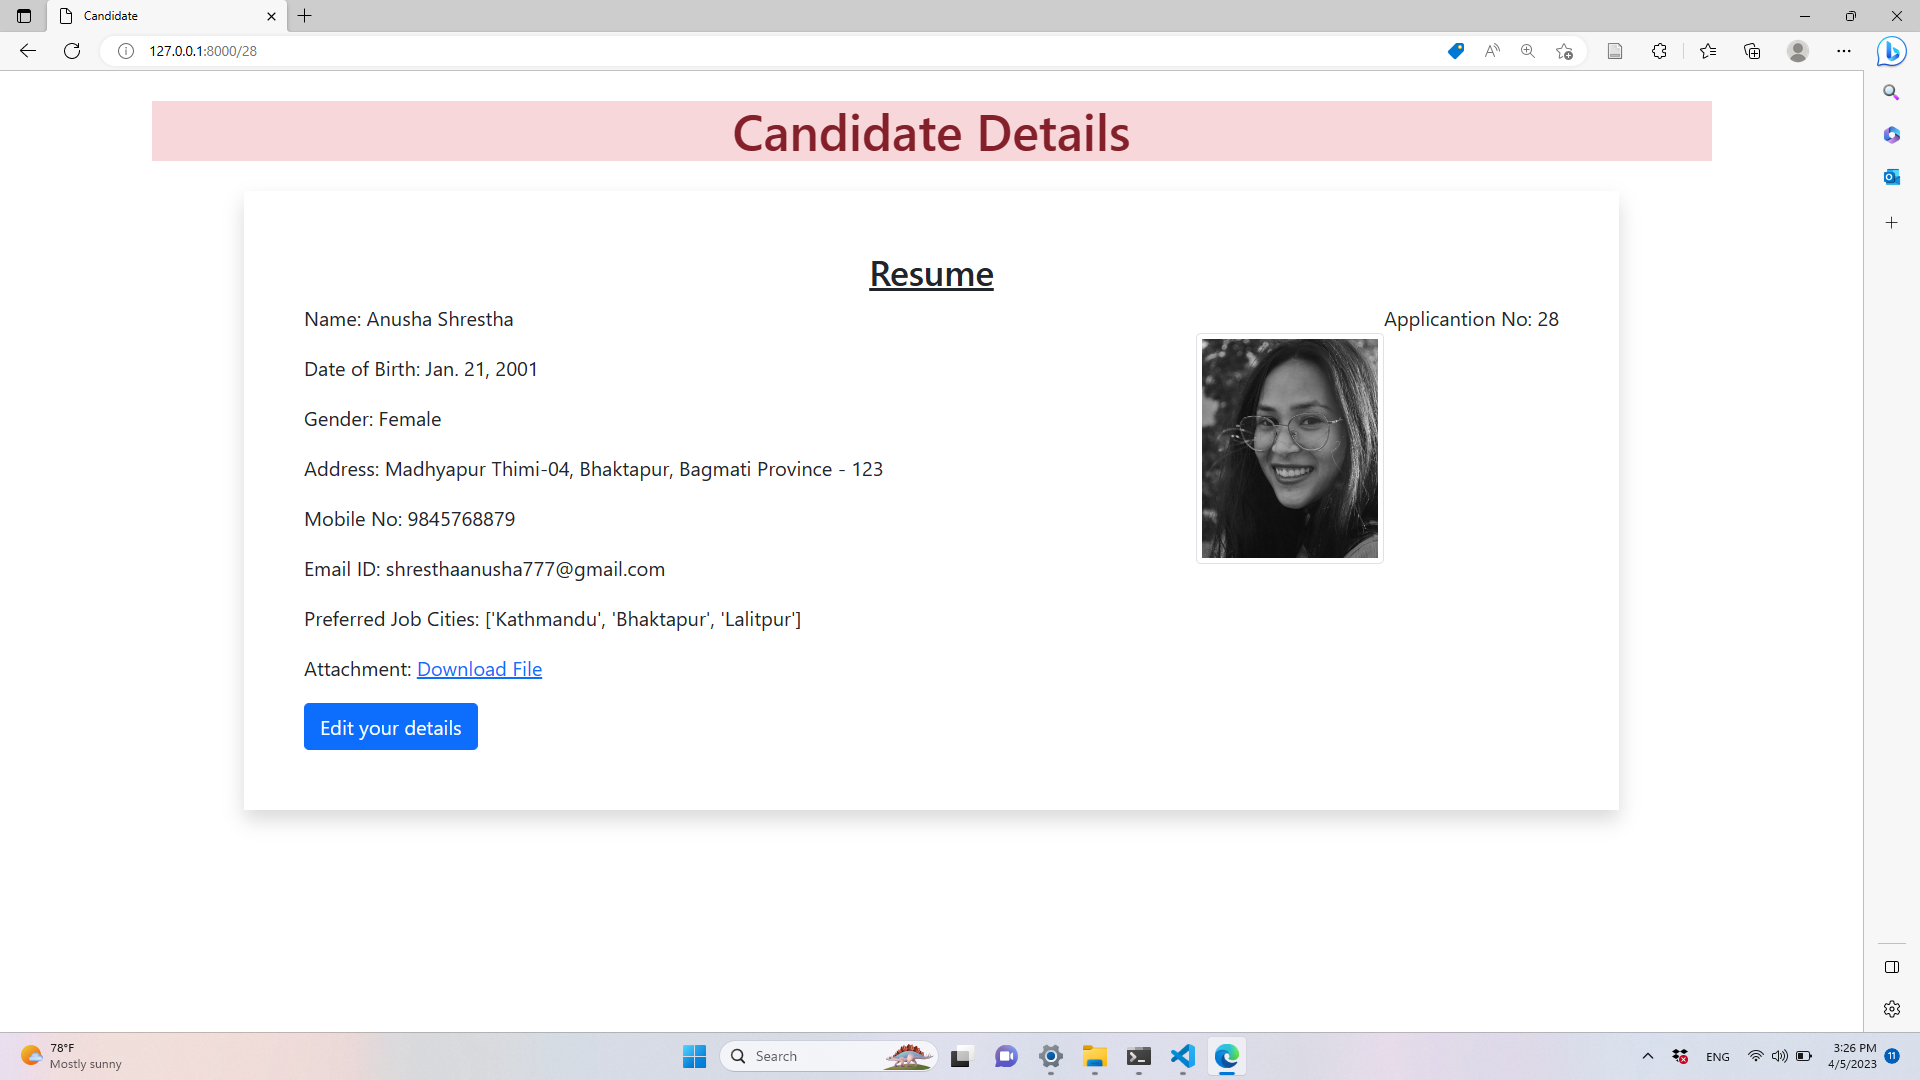 Candidate
127.0.0.1:8000/28
Candidate Details
Resume
Name: Anusha Shrestha
Applicantion No: 28
Date of Birth: Jan. 21, 2001
Gender: Female
Address: Madhyapur Thimi-04, Bhaktapur, Bagmati Province - 123
Mobile No: 9845768879
Email ID: shresthaanusha777@gmail.com
Preferred Job Cities: ['Kathmandu', 'Bhaktapur', 'Lalitpur']
Attachment: Download File
Edit your details
78°F
Mostly sunny
Search
ENG
3:26 PM
4/5/2023
11